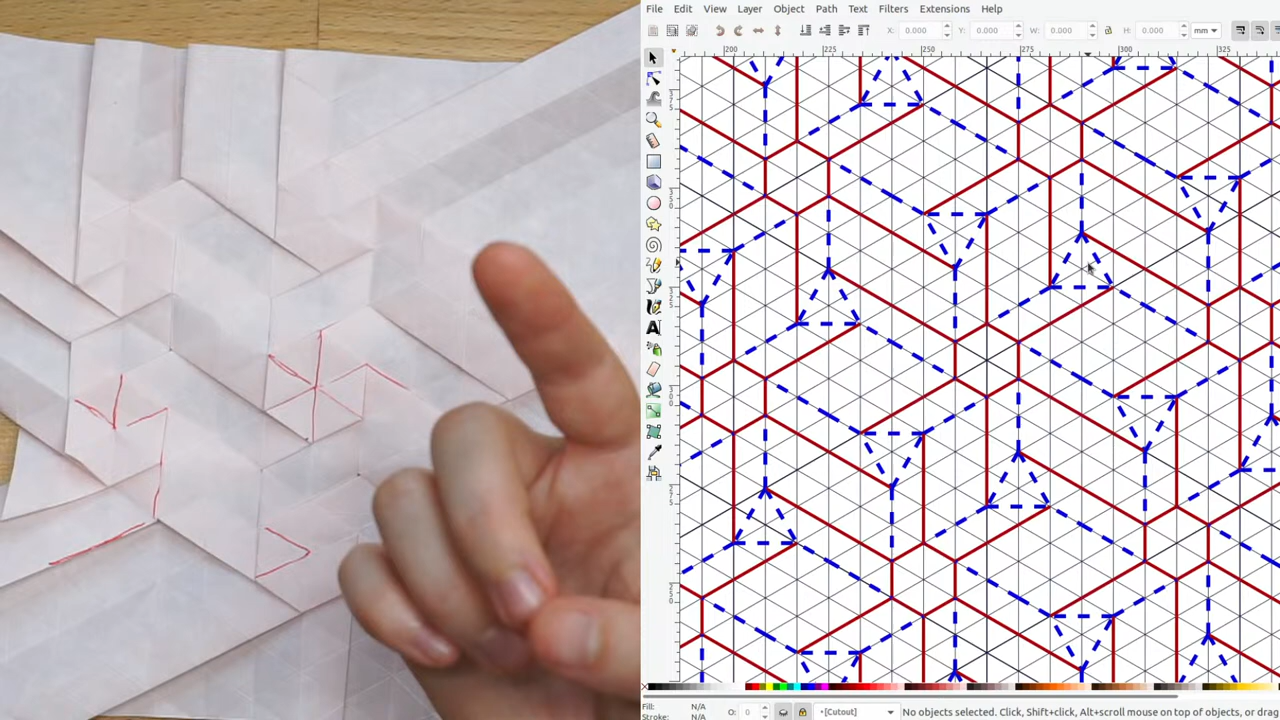 File Edit View Layer Object Path Text Filters Extensions Help
X: 0.000 Y: 0.000 W: 0.000 H: 0.000 mm
200 225 250 275 300 325
Fill: N/A
Stroke: N/A
O: 0
•[Cutout]
No objects selected. Click, Shift+click, Alt+scroll mouse on top of objects, or drag